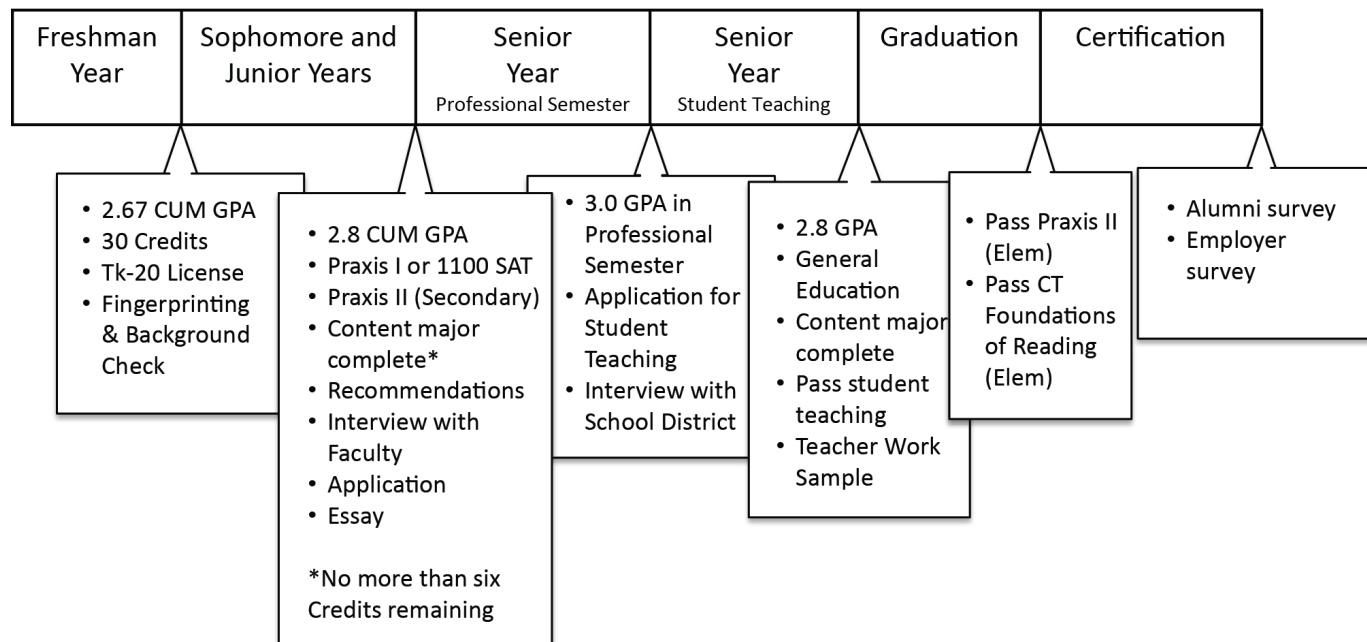 Freshman
Year
Sophomore and
Junior Years
Senior
Year
Professional Semester
Senior
Year
Student Teaching
Graduation
Certification
• 2.67 CUM GPA
• 30 Credits
• Tk-20 License
• Fingerprinting
& Background
Check
• 2.8 CUM GPA
• Praxis I or 1100 SAT
• Praxis II (Secondary)
• Content major
complete*
• Recommendations
• Interview with
Faculty
• Application
• Essay
*No more than six
Credits remaining
• 3.0 GPA in
Professional
Semester
• Application for
Student
Teaching
• Interview with
School District
• 2.8 GPA
• General
Education
• Content major
complete
• Pass student
teaching
• Teacher Work
Sample
• Pass Praxis II
(Elem)
• Pass CT
Foundations
of Reading
(Elem)
• Alumni survey
• Employer
survey